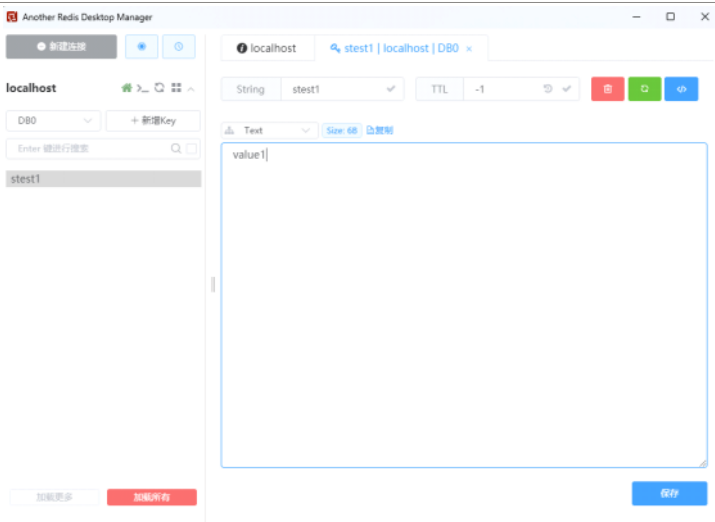 Another Redis Desktop Manager
新建连接
localhost
stest1 | localhost | DB0
localhost
String stest1
TTL -1
DB0
新增Key
Enter 键进行搜索
Text
Size: 6B
复制
stest1
value1
加载更多
加载所有
保存